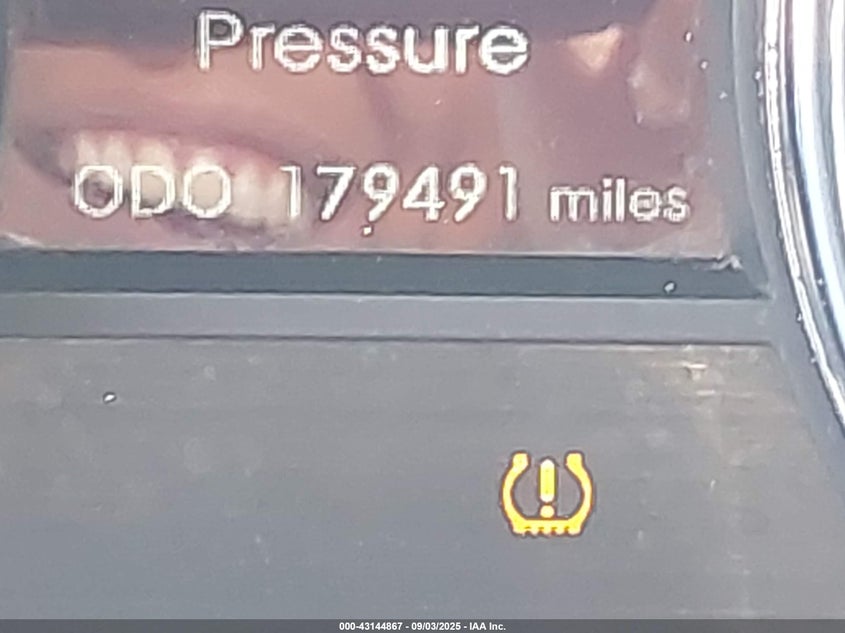 Pressure
ODO 179491 miles
000-43144867 - 09/03/2025 - IAA Inc.